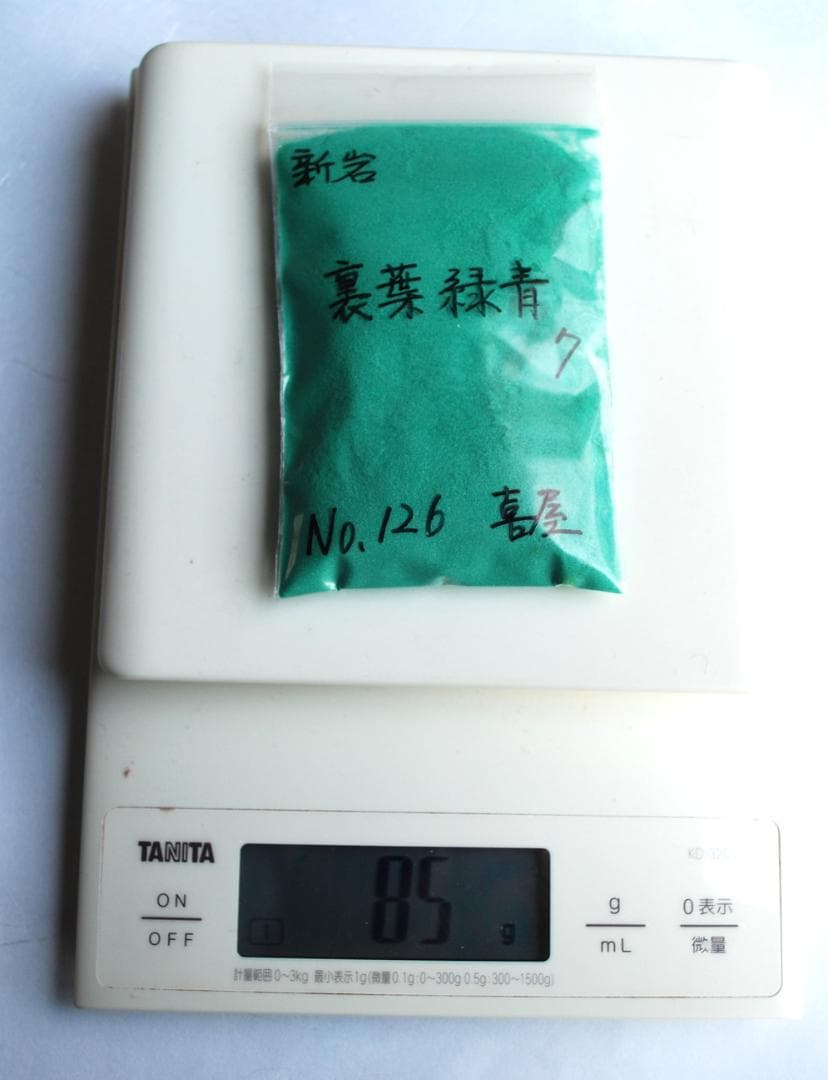 新岩
裏葉 緑青
7
No.126 喜屋
TANITA
ON
OFF
85 g
g
mL
0表示
微量
計量範囲0～3kg 最小表示1g(微量0.1g:0～300g 0.5g:300～1500g)